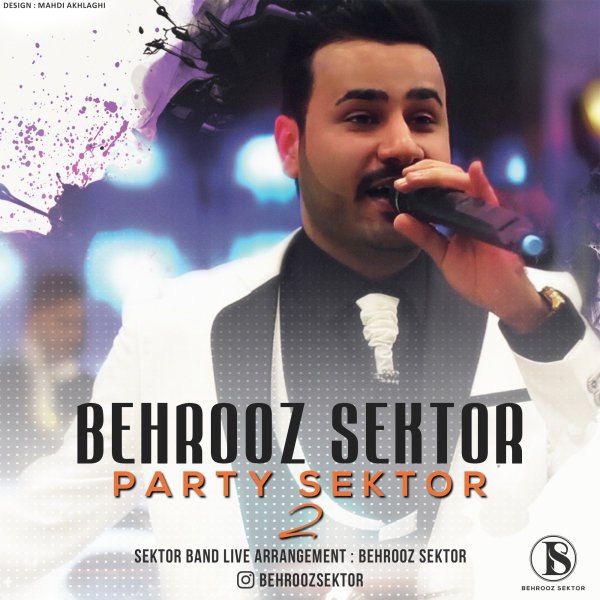 DESIGN : MAHDI AKHLAGHI
BEHROOZ SEKTOR
PARTY SEKTOR
2
SEKTOR BAND LIVE ARRANGEMENT : BEHROOZ SEKTOR
BEHROOZSEKTOR
BS
BEHROOZ SEKTOR